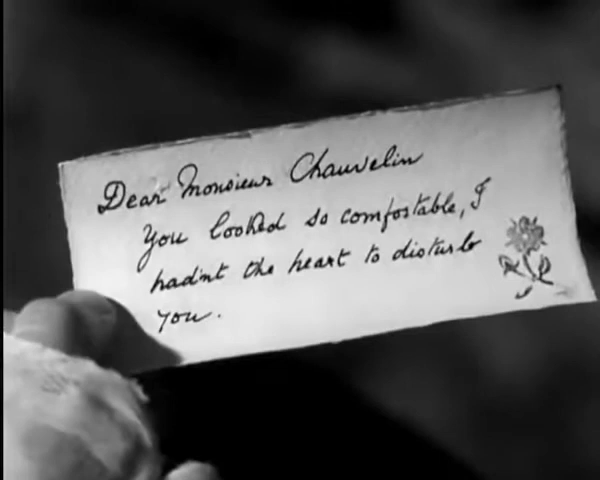 Dear Monsieur Chauvelin
You looked so comfortable, I
hadn't the heart to disturb
you.